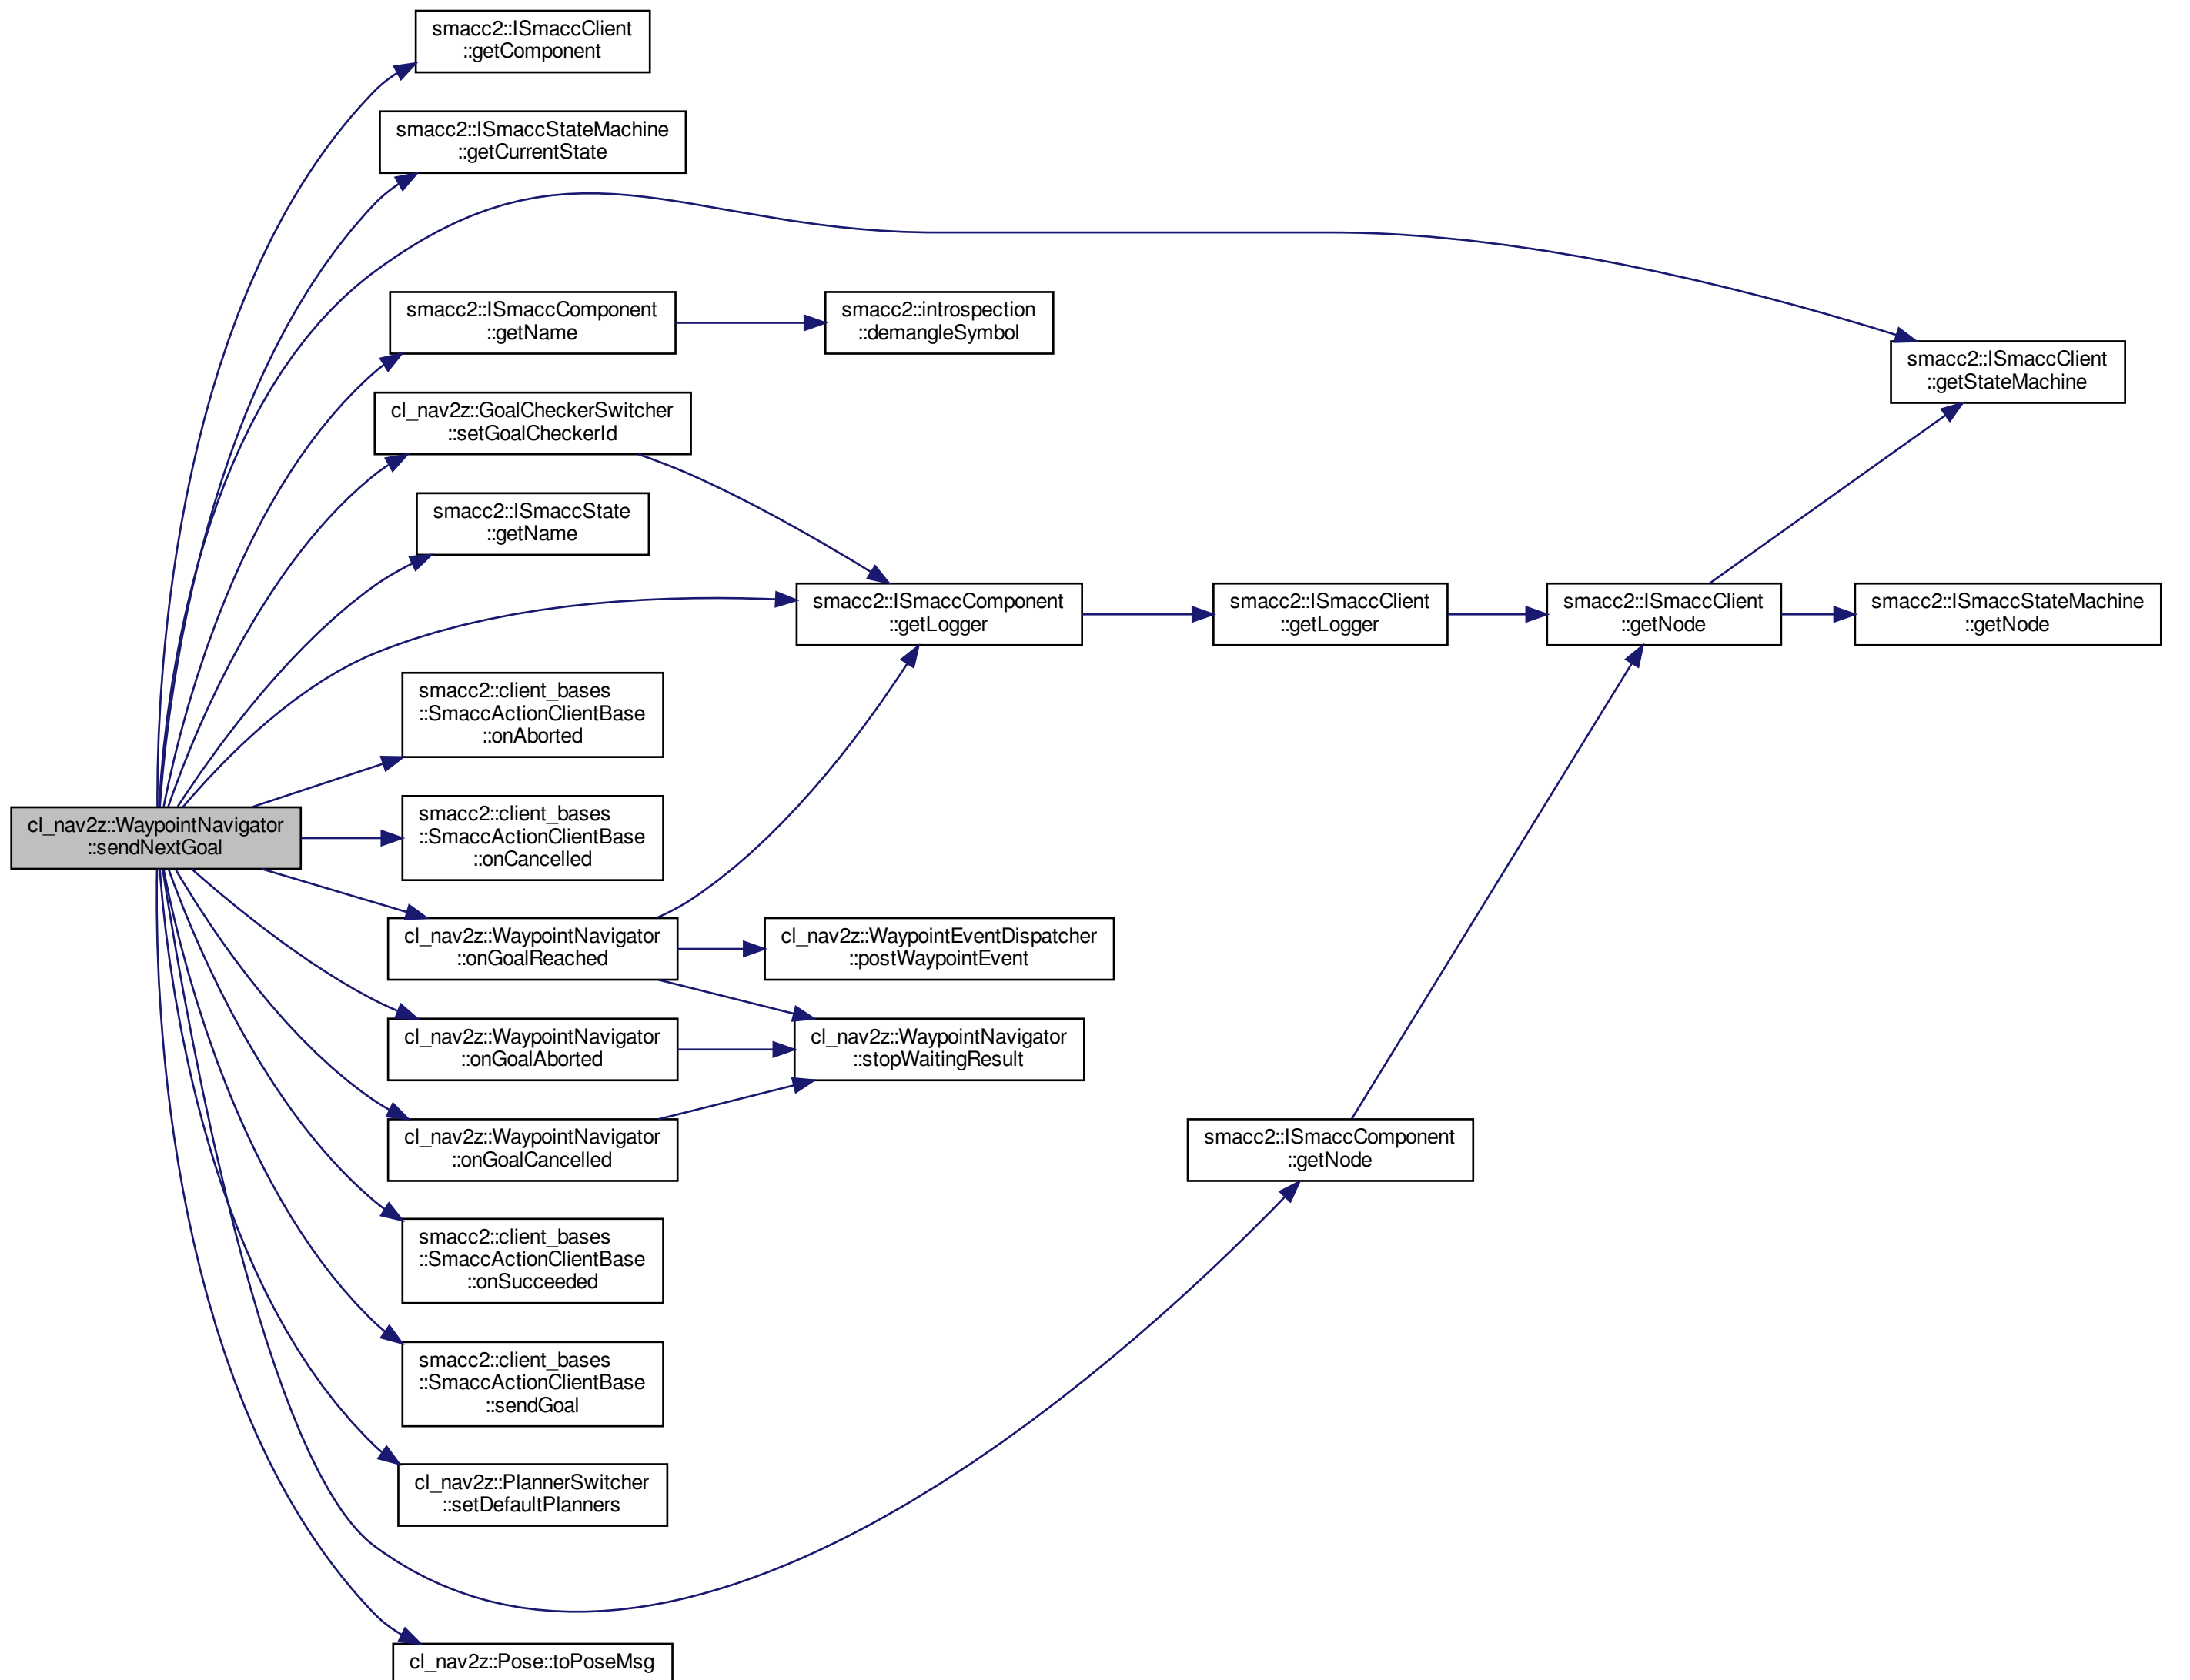 smacc2::ISmaccClient
::getComponent
smacc2::ISmaccStateMachine
::getCurrentState
smacc2::ISmaccComponent
::getName
smacc2::introspection
::demangleSymbol
smacc2::ISmaccClient
::getStateMachine
cl_nav2z::GoalCheckerSwitcher
::setGoalCheckerId
smacc2::ISmaccState
::getName
smacc2::ISmaccComponent
::getLogger
smacc2::ISmaccClient
::getLogger
smacc2::ISmaccClient
::getNode
smacc2::ISmaccStateMachine
::getNode
smacc2::client_bases
::SmaccActionClientBase
::onAborted
cl_nav2z::WaypointNavigator
::sendNextGoal
smacc2::client_bases
::SmaccActionClientBase
::onCancelled
cl_nav2z::WaypointNavigator
::onGoalReached
cl_nav2z::WaypointEventDispatcher
::postWaypointEvent
cl_nav2z::WaypointNavigator
::onGoalAborted
cl_nav2z::WaypointNavigator
::stopWaitingResult
cl_nav2z::WaypointNavigator
::onGoalCancelled
smacc2::ISmaccComponent
::getNode
smacc2::client_bases
::SmaccActionClientBase
::onSucceeded
smacc2::client_bases
::SmaccActionClientBase
::sendGoal
cl_nav2z::PlannerSwitcher
::setDefaultPlanners
cl_nav2z::Pose::toPoseMsg